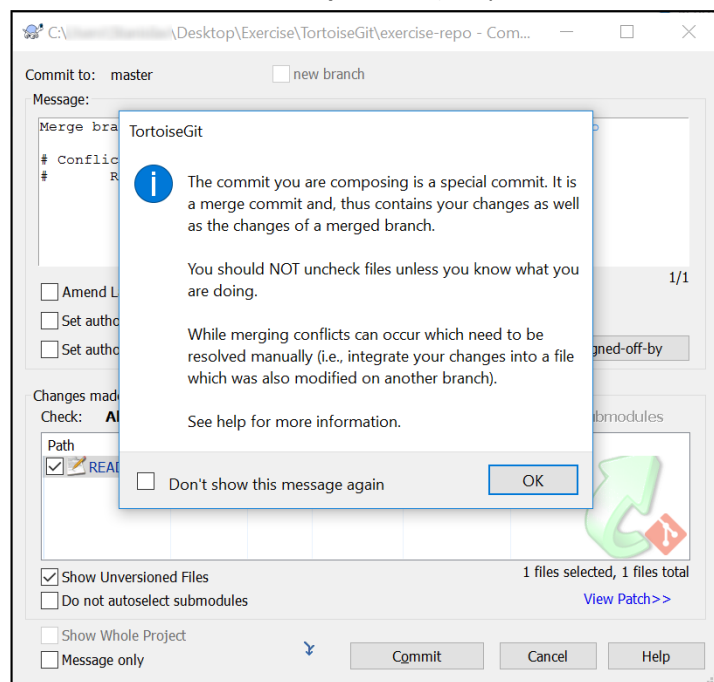 C:\ \Desktop\Exercise\TortoiseGit\exercise-repo - Com...
Commit to: master new branch
Message:
Merge bra
# Conflic
# R
TortoiseGit
The commit you are composing is a special commit. It is
a merge commit and, thus contains your changes as well
as the changes of a merged branch.
You should NOT uncheck files unless you know what you
are doing.
While merging conflicts can occur which need to be
resolved manually (i.e., integrate your changes into a file
which was also modified on another branch).
See help for more information.
Don't show this message again
OK
1/1
Amend L
Set autho
Set autho
gned-off-by
Changes made
Check: Al
bmodules
Path
READ
Show Unversioned Files
1 files selected, 1 files total
Do not autoselect submodules
View Patch>>
Show Whole Project
Message only
Commit
Cancel
Help